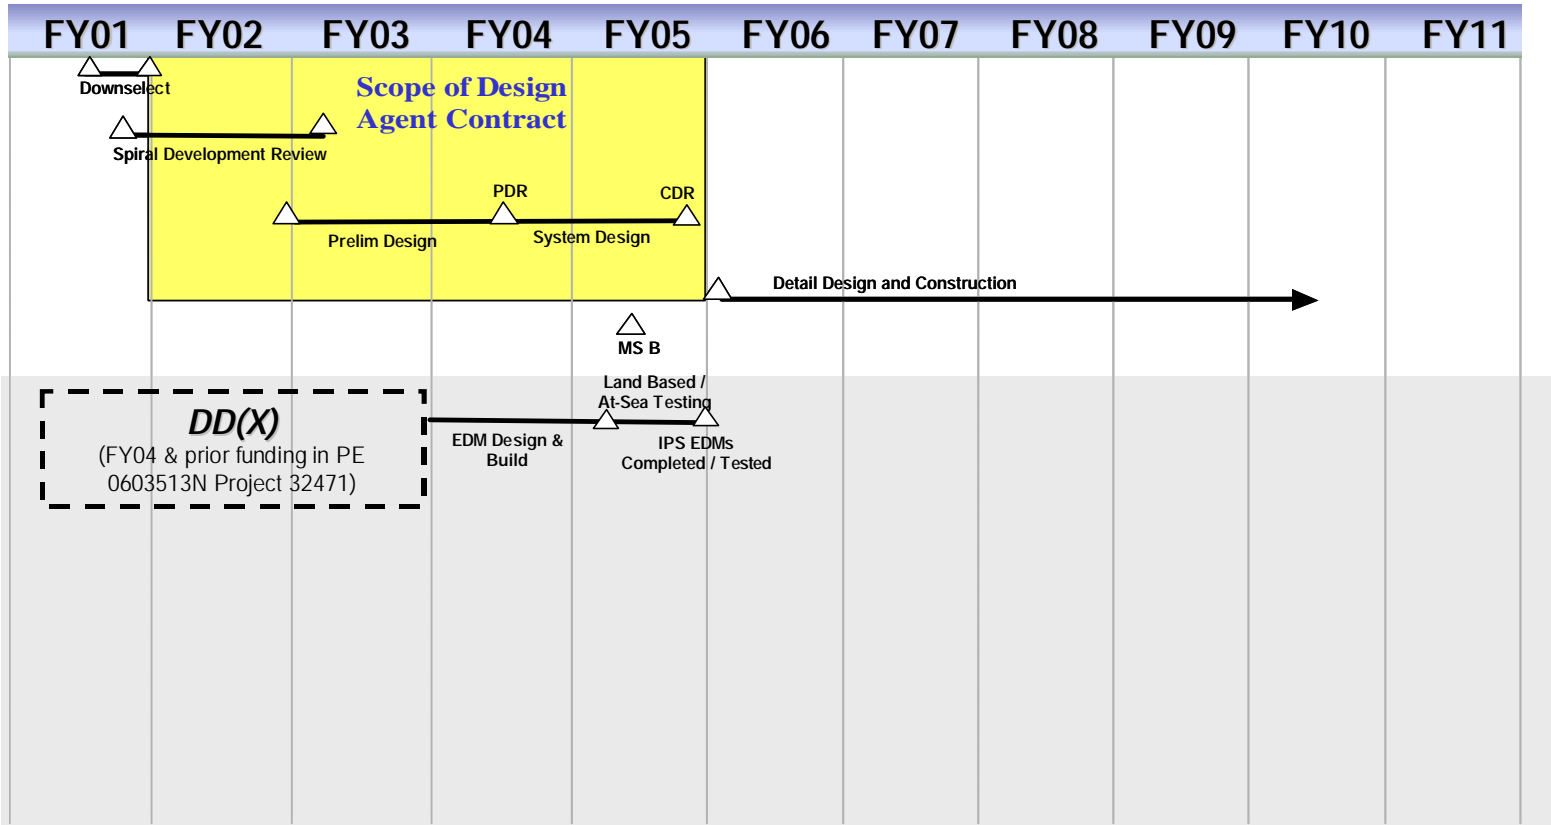 FY01 FY02 FY03 FY04 FY05 FY06 FY07 FY08 FY09 FY10 FY11
Downselect
Scope of Design
Agent Contract
Spiral Development Review
PDR
CDR
Prelim Design
System Design
Detail Design and Construction
MS B
Land Based /
At-Sea Testing
DD(X)
(FY04 & prior funding in PE
0603513N Project 32471)
EDM Design &
Build
IPS EDMs
Completed / Tested